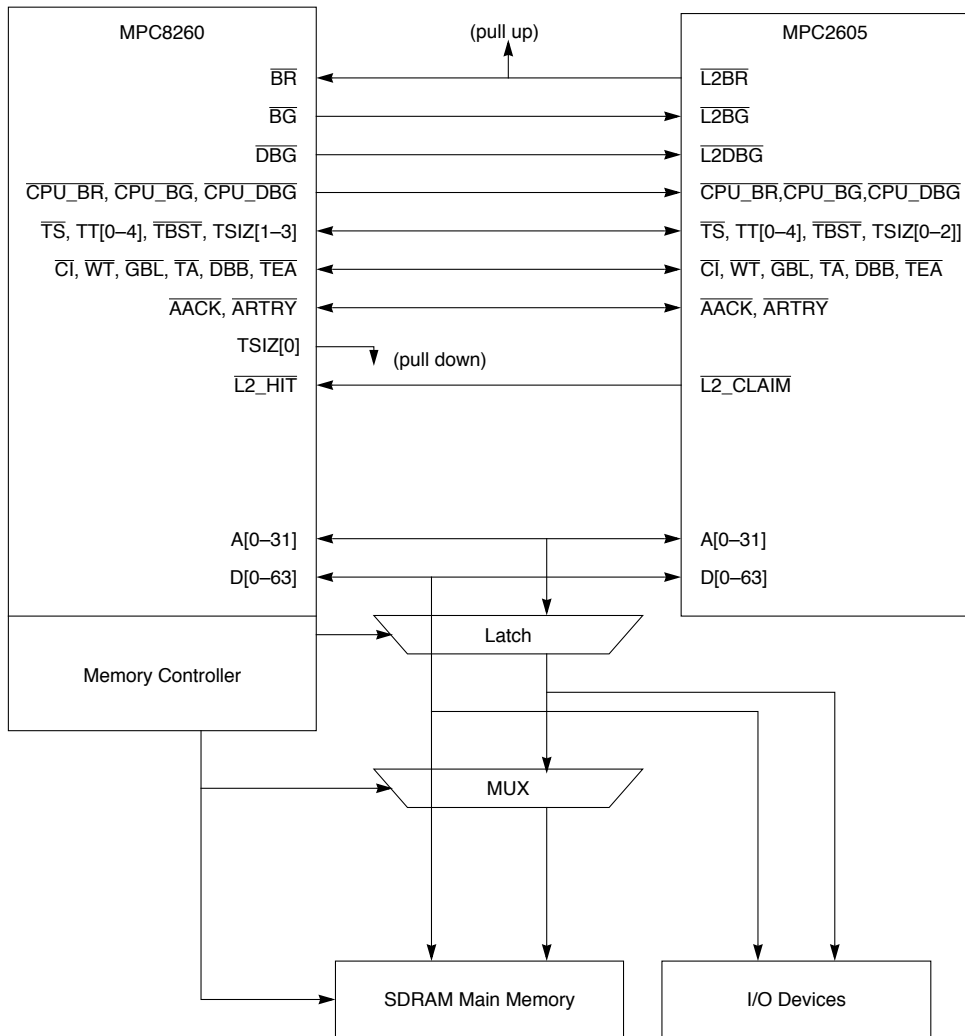 MPC8260
(pull up)
MPC2605
BR
L2BR
BG
L2BG
DBG
L2DBG
CPU_BR, CPU_BG, CPU_DBG
CPU_BR,CPU_BG,CPU_DBG
TS, TT[0–4], TBST, TSIZ[1–3]
TS, TT[0–4], TBST, TSIZ[0–2]]
CI, WT, GBL, TA, DBB, TEA
CI, WT, GBL, TA, DBB, TEA
AACK, ARTRY
AACK, ARTRY
TSIZ[0]
(pull down)
L2_HIT
L2_CLAIM
A[0–31]
A[0–31]
D[0–63]
D[0–63]
Latch
Memory Controller
MUX
SDRAM Main Memory
I/O Devices